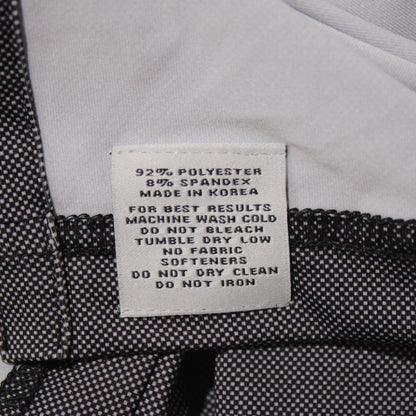 92% POLYESTER
8% SPANDEX
MADE IN KOREA
FOR BEST RESULTS
MACHINE WASH COLD
DO NOT BLEACH
TUMBLE DRY LOW
NO FABRIC
SOFTENERS
DO NOT DRY CLEAN
DO NOT IRON